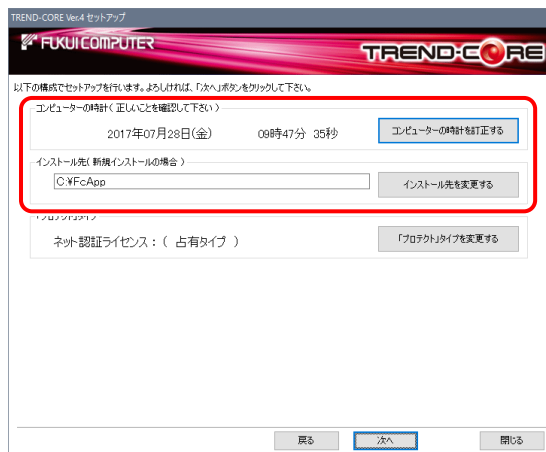 TREND-CORE Ver.4 セットアップ
FUKUI COMPUTER
TREND-CORE
以下の構成でセットアップを行います。よろしければ、「次へ」ボタンをクリックして下さい。
コンピューターの時計( 正しいことを確認して下さい )
2017年07月28日(金) 09時47分 35秒 コンピューターの時計を訂正する
インストール先( 新規インストールの場合 )
C:¥FcApp インストール先を変更する
「プロテクト」タイプ
ネット認証ライセンス : ( 占有タイプ ) 「プロテクト」タイプを変更する
戻る 次へ 閉じる